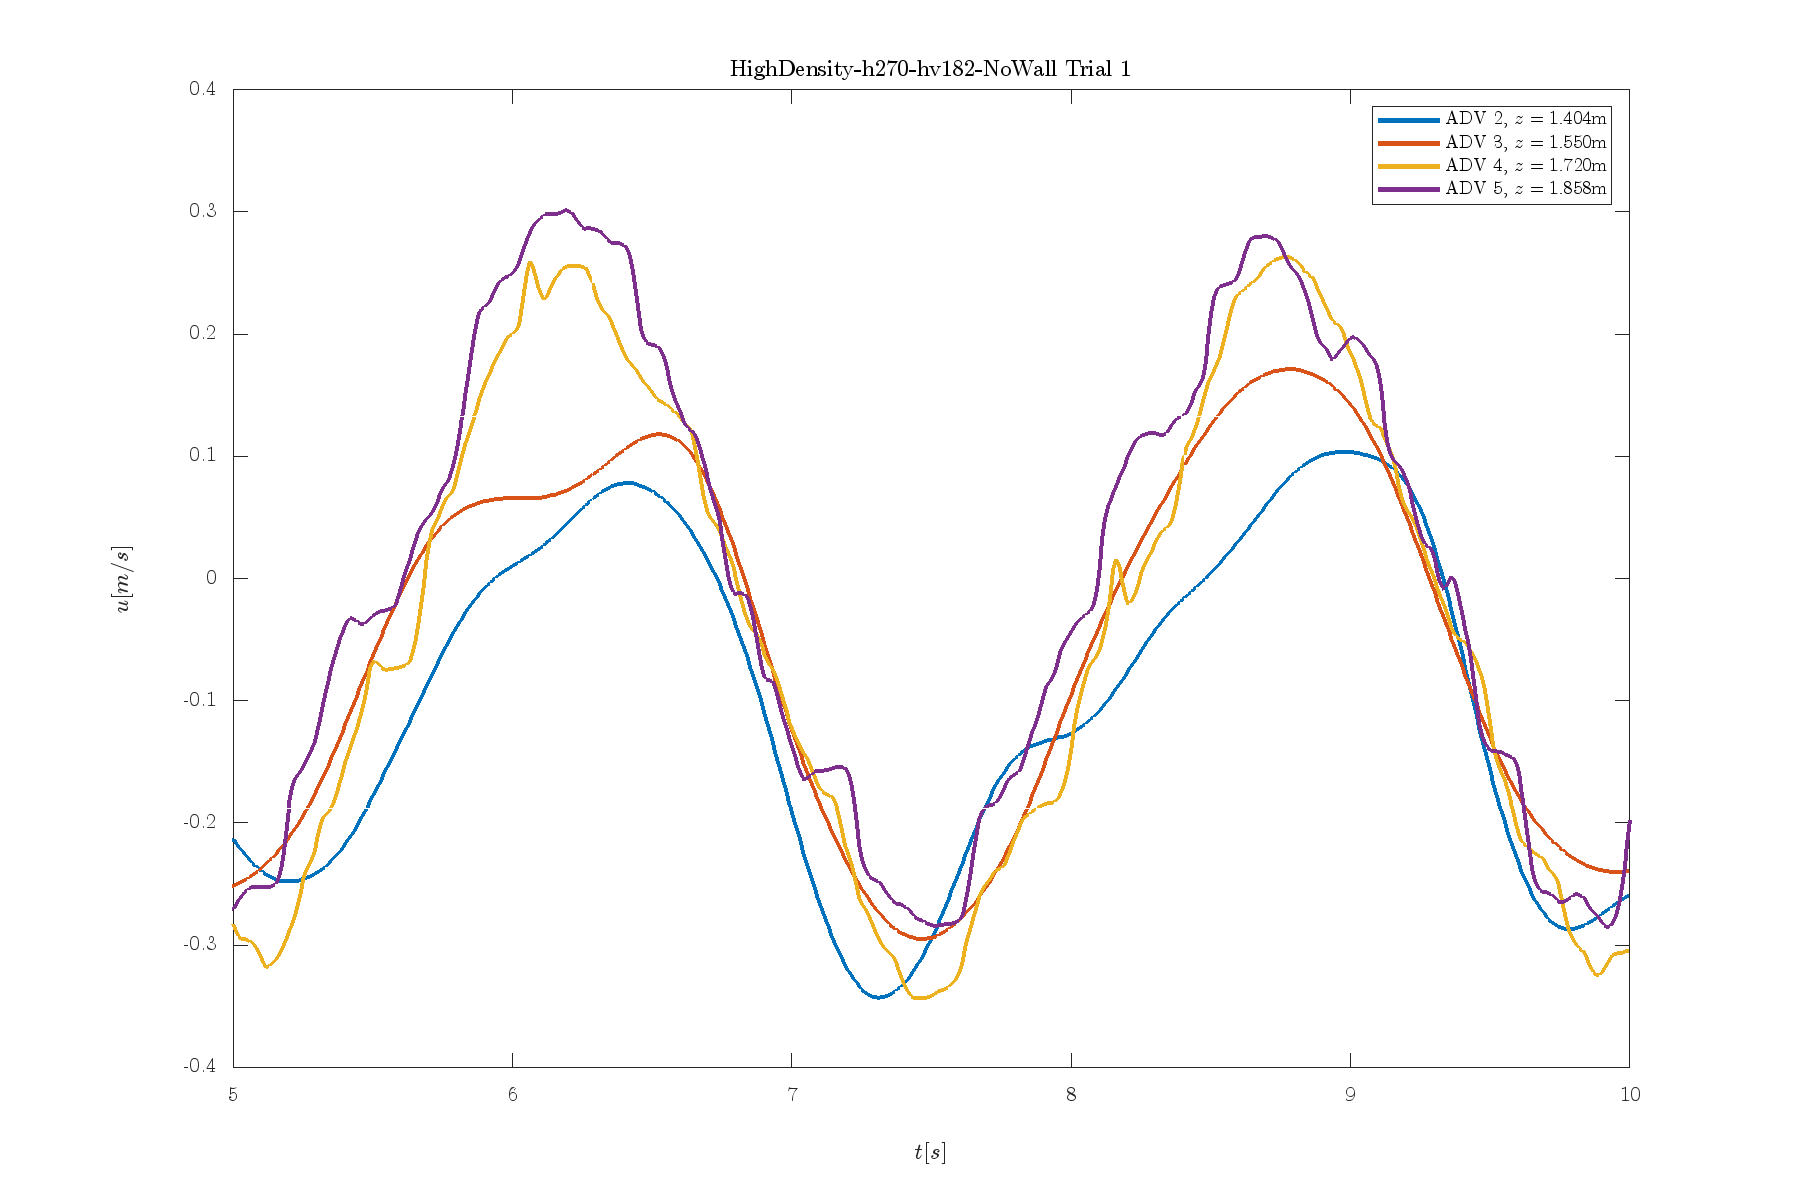 HighDensity-h270-hv182-NoWall Trial 1
ADV 2, z = 1.404m
ADV 3, z = 1.550m
ADV 4, z = 1.720m
ADV 5, z = 1.858m
0.4
0.3
0.2
0.1
0
-0.1
-0.2
-0.3
-0.4
u[m/s]
5 6 7 8 9 10
t[s]